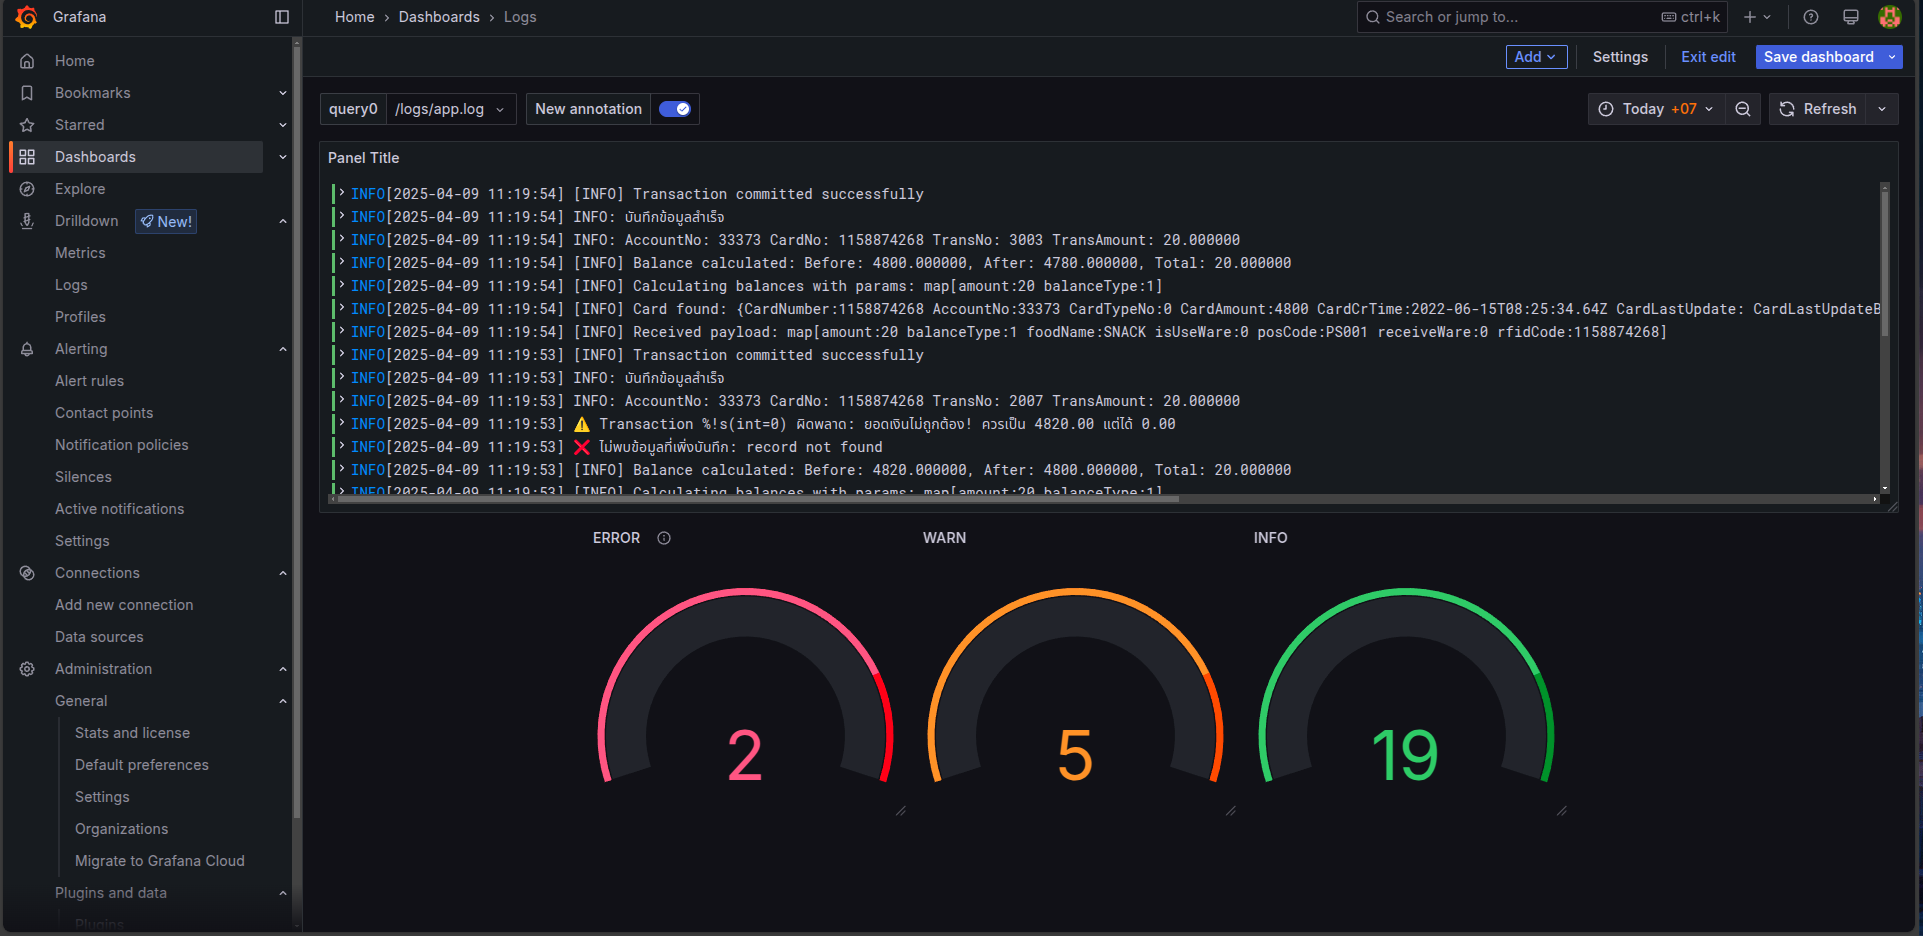 Grafana
Home › Dashboards › Logs
Search or jump to...
ctrl+k
Add
Settings
Exit edit
Save dashboard
Home
Bookmarks
Starred
Dashboards
Explore
Drilldown
New!
Metrics
Logs
Profiles
Alerting
Alert rules
Contact points
Notification policies
Silences
Active notifications
Settings
Connections
Add new connection
Data sources
Administration
General
Stats and license
Default preferences
Settings
Organizations
Migrate to Grafana Cloud
Plugins and data
Plugins
query0 /logs/app.log
New annotation
Today +07
Refresh
Panel Title
INFO[2025-04-09 11:19:54] [INFO] Transaction committed successfully
INFO[2025-04-09 11:19:54] INFO: บันทึกข้อมูลสำเร็จ
INFO[2025-04-09 11:19:54] INFO: AccountNo: 33373 CardNo: 1158874268 TransNo: 3003 TransAmount: 20.000000
INFO[2025-04-09 11:19:54] [INFO] Balance calculated: Before: 4800.000000, After: 4780.000000, Total: 20.000000
INFO[2025-04-09 11:19:54] [INFO] Calculating balances with params: map[amount:20 balanceType:1]
INFO[2025-04-09 11:19:54] [INFO] Card found: {CardNumber:1158874268 AccountNo:33373 CardTypeNo:0 CardAmount:4800 CardCrTime:2022-06-15T08:25:34.64Z CardLastUpdate: CardLastUpdateB
INFO[2025-04-09 11:19:54] [INFO] Received payload: map[amount:20 balanceType:1 foodName:SNACK isUseWare:0 posCode:PS001 receiveWare:0 rfidCode:1158874268]
INFO[2025-04-09 11:19:53] [INFO] Transaction committed successfully
INFO[2025-04-09 11:19:53] INFO: บันทึกข้อมูลสำเร็จ
INFO[2025-04-09 11:19:53] INFO: AccountNo: 33373 CardNo: 1158874268 TransNo: 2007 TransAmount: 20.000000
INFO[2025-04-09 11:19:53] ⚠️ Transaction %!s(int=0) ผิดพลาด: ยอดเงินไม่ถูกต้อง! ควรเป็น 4820.00 แต่ได้ 0.00
INFO[2025-04-09 11:19:53] ❌ ไม่พบข้อมูลที่เพิ่งบันทึก: record not found
INFO[2025-04-09 11:19:53] [INFO] Balance calculated: Before: 4820.000000, After: 4800.000000, Total: 20.000000
INFO[2025-04-09 11:19:53] [INFO] Calculating balances with params: map[amount:20 balanceType:1]
ERROR
WARN
INFO
2
5
19